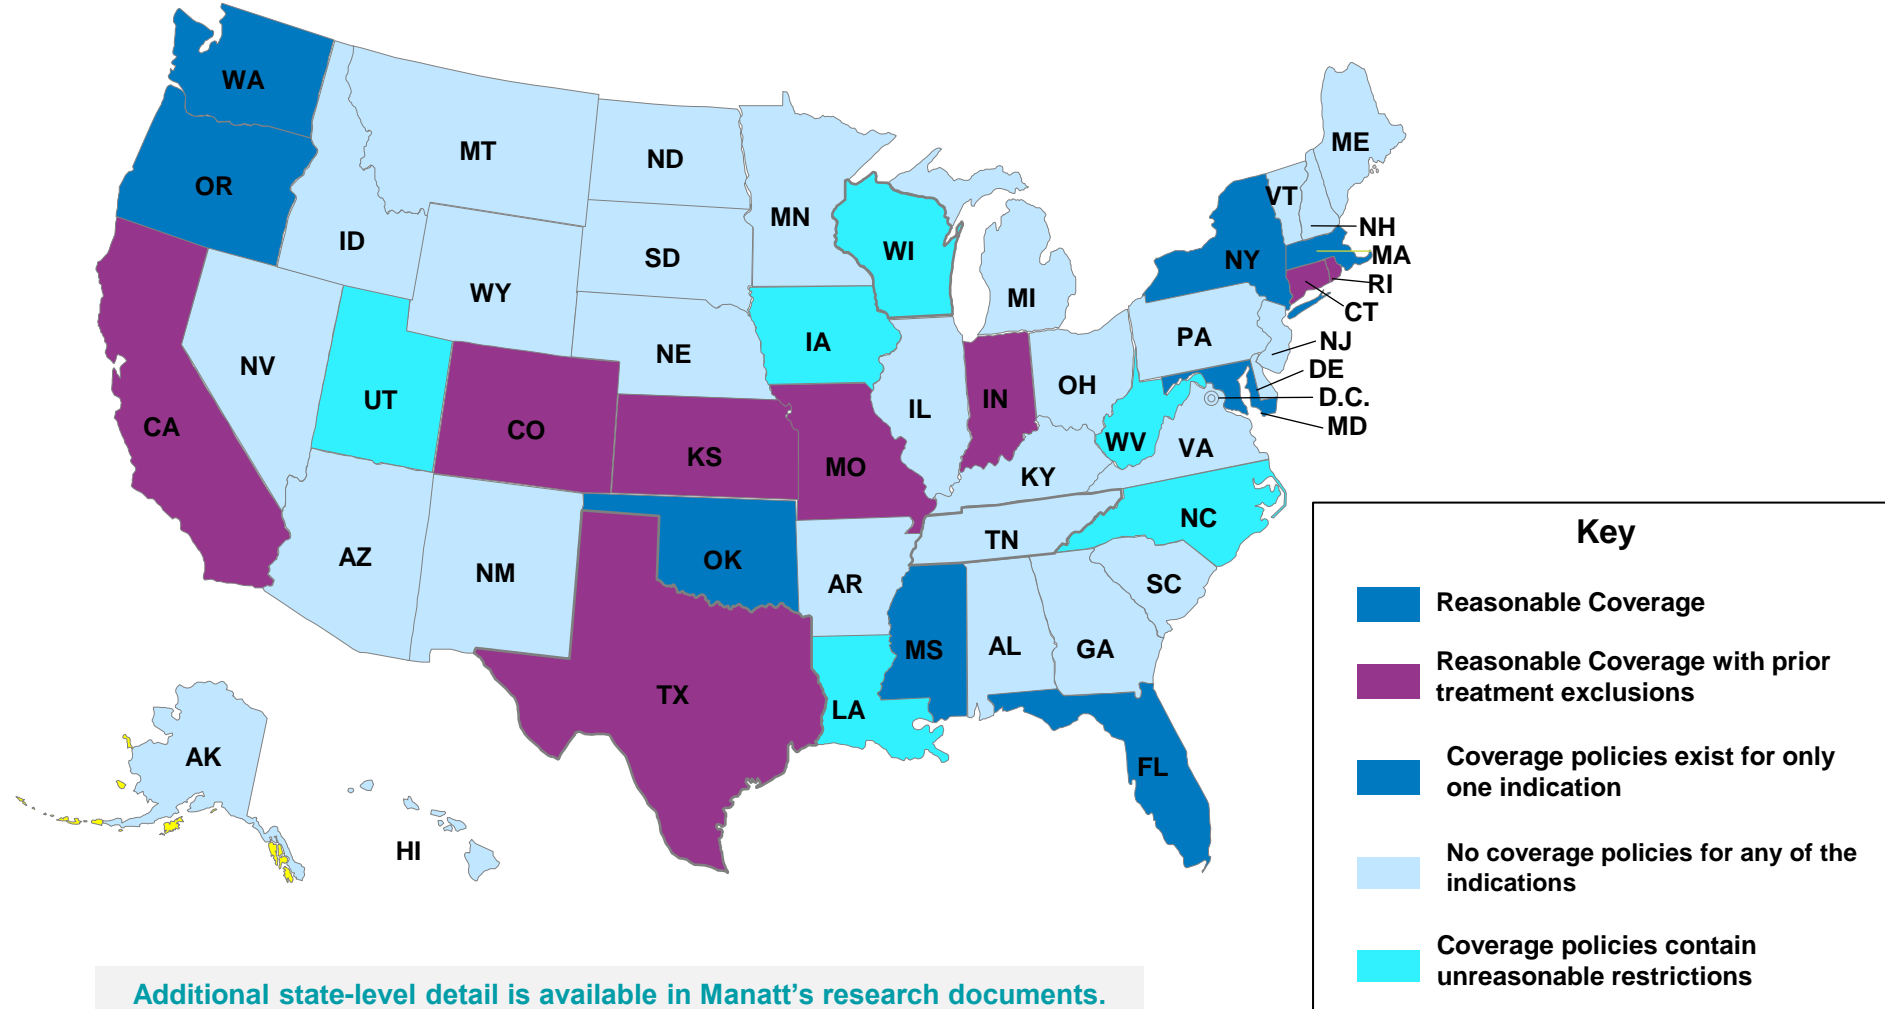 WA
OR
CA
NV
ID
MT
WY
UT
CO
AZ
NM
ND
SD
NE
KS
OK
TX
MN
IA
MO
AR
LA
WI
IL
MS
MI
IN
OH
KY
TN
AL
GA
FL
SC
NC
VA
WV
PA
NY
VT
ME
NH
MA
RI
CT
NJ
DE
D.C.
MD
AK
HI
Key
Reasonable Coverage
Reasonable Coverage with prior
treatment exclusions
Coverage policies exist for only
one indication
No coverage policies for any of the
indications
Coverage policies contain
unreasonable restrictions
Additional state-level detail is available in Manatt’s research documents.